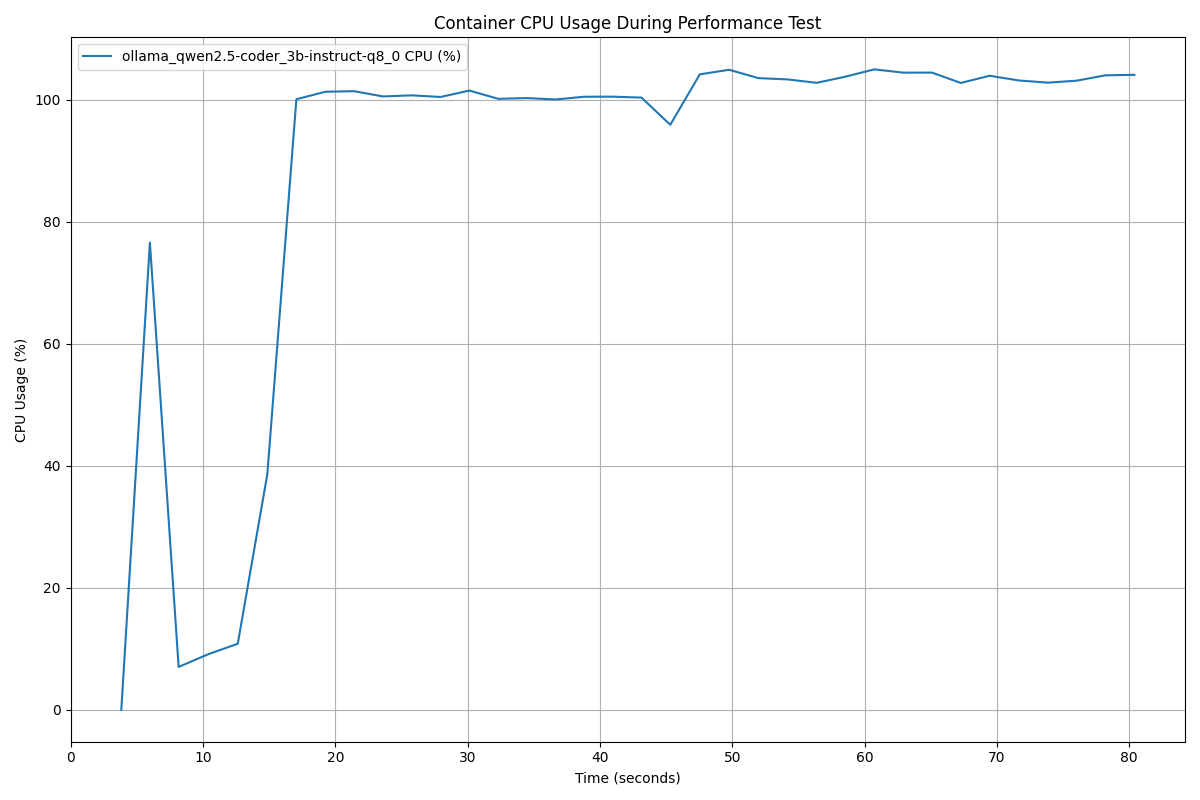 Container CPU Usage During Performance Test
ollama_qwen2.5-coder_3b-instruct-q8_0 CPU (%)
CPU Usage (%)
100
80
60
40
20
0
0 10 20 30 40 50 60 70 80
Time (seconds)